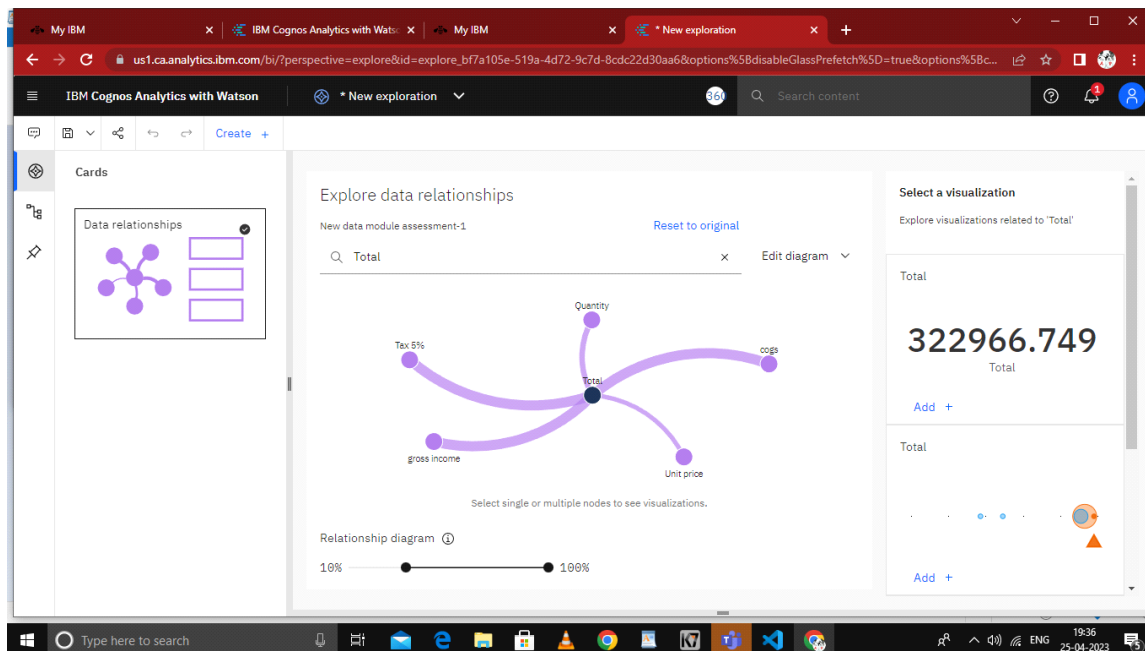 My IBM
IBM Cognos Analytics with Wats
My IBM
* New exploration
us1.ca.analytics.ibm.com/bi/?perspective=explore&id=explore_bf7a105e-519a-4d72-9c7d-8cdc22d30aa6&options%5BdisableGlassPrefetch%5D=true&options%5Bc...
IBM Cognos Analytics with Watson
* New exploration
360
Search content
1
Create +
Cards
Data relationships
Explore data relationships
New data module assessment-1
Reset to original
Total
Edit diagram
Quantity
Tax 5%
cogs
Total
gross income
Unit price
Select single or multiple nodes to see visualizations.
Relationship diagram
10%
100%
Select a visualization
Explore visualizations related to 'Total'
Total
322966.749
Total
Add +
Total
Add +
Type here to search
ENG
19:36
25-04-2023
5